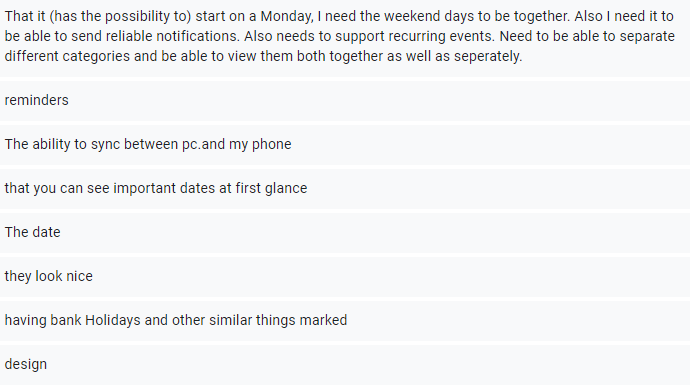 That it (has the possibility to) start on a Monday, I need the weekend days to be together. Also I need it to
be able to send reliable notifications. Also needs to support recurring events. Need to be able to separate
different categories and be able to view them both together as well as seperately.
reminders
The ability to sync between pc.and my phone
that you can see important dates at first glance
The date
they look nice
having bank Holidays and other similar things marked
design